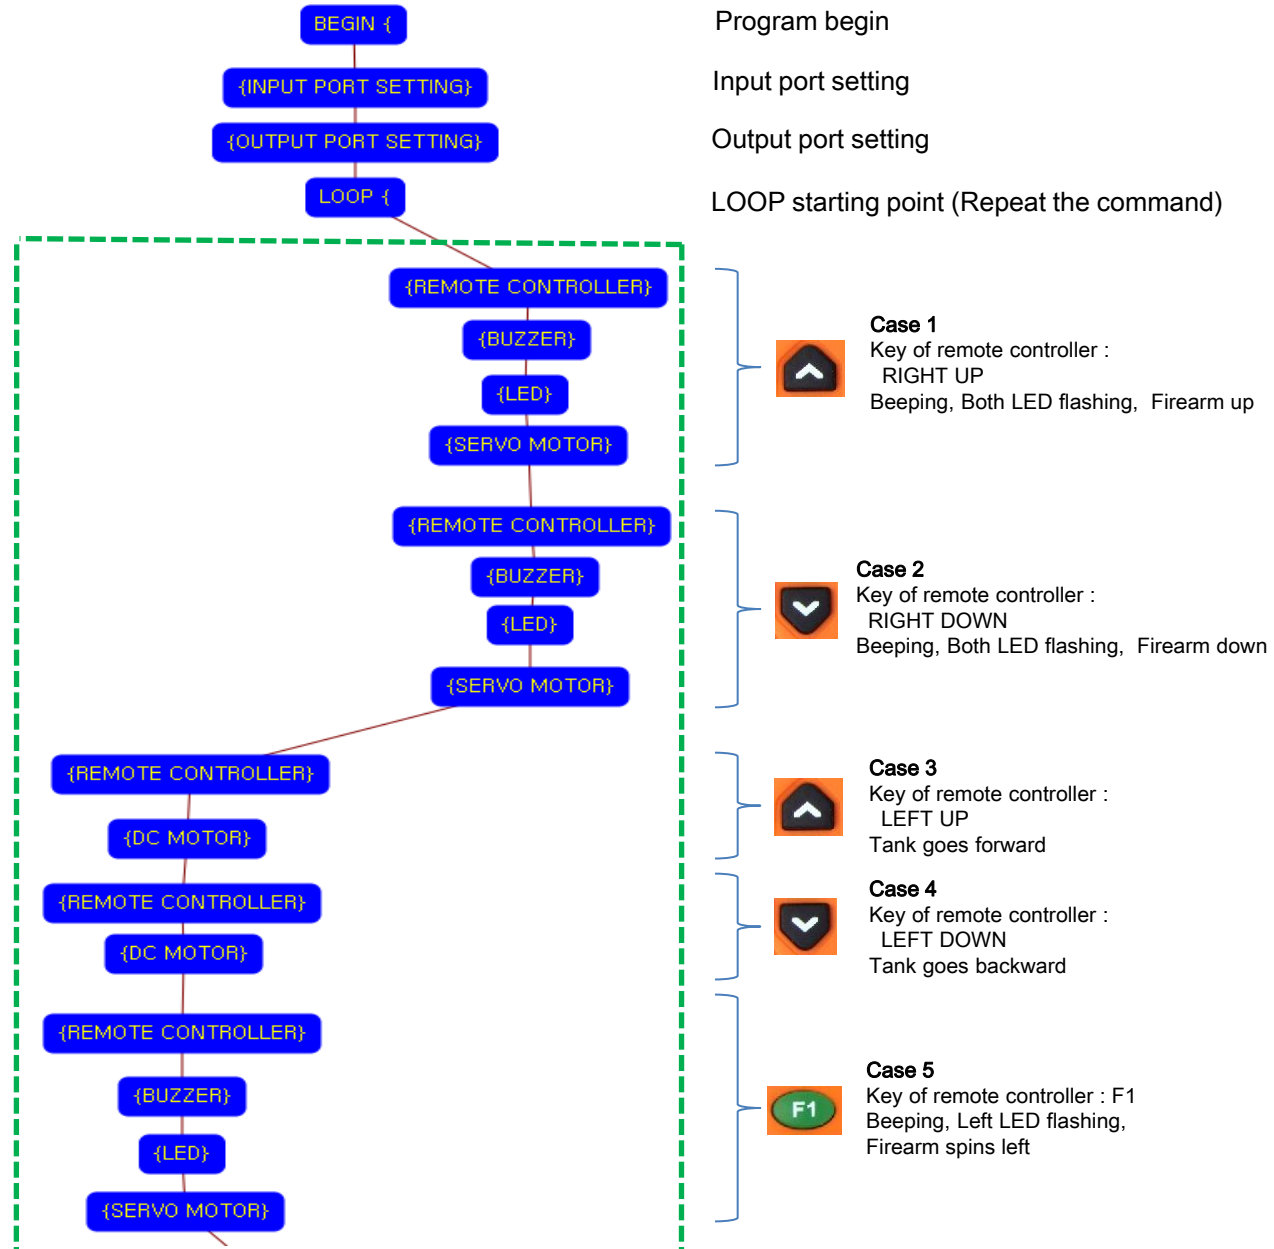 BEGIN {
Program begin
{INPUT PORT SETTING}
Input port setting
{OUTPUT PORT SETTING}
Output port setting
LOOP {
LOOP starting point (Repeat the command)
{REMOTE CONTROLLER}
{BUZZER}
{LED}
{SERVO MOTOR}
Case 1
Key of remote controller :
RIGHT UP
Beeping, Both LED flashing, Firearm up
{REMOTE CONTROLLER}
{BUZZER}
{LED}
{SERVO MOTOR}
Case 2
Key of remote controller :
RIGHT DOWN
Beeping, Both LED flashing, Firearm down
{REMOTE CONTROLLER}
{DC MOTOR}
Case 3
Key of remote controller :
LEFT UP
Tank goes forward
{REMOTE CONTROLLER}
{DC MOTOR}
Case 4
Key of remote controller :
LEFT DOWN
Tank goes backward
{REMOTE CONTROLLER}
{BUZZER}
{LED}
{SERVO MOTOR}
F1
Case 5
Key of remote controller : F1
Beeping, Left LED flashing,
Firearm spins left